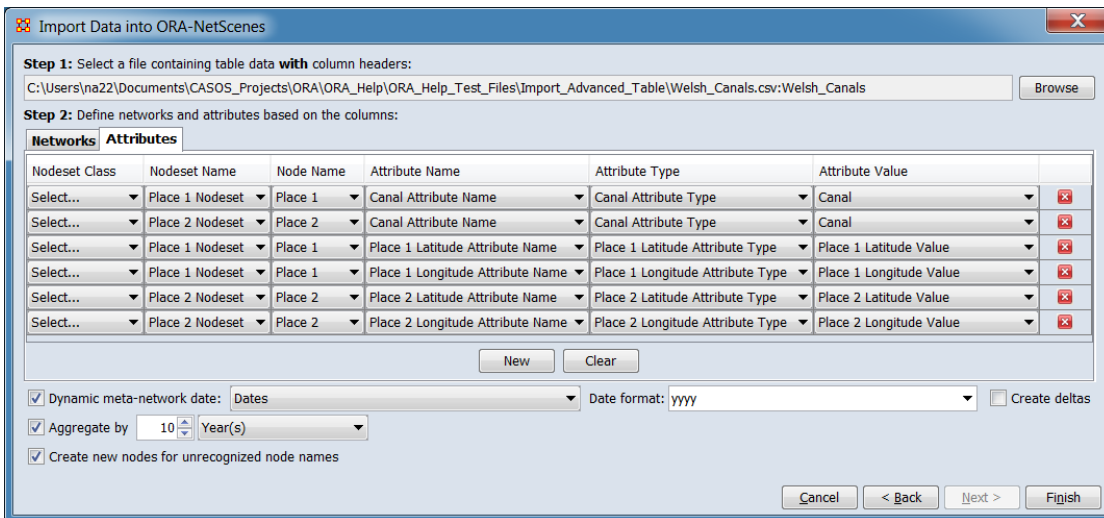 Import Data into ORA-NetScenes
Step 1: Select a file containing table data with column headers:
C:\Users\na22\Documents\CASOS_Projects\ORA\ORA_Help\ORA_Help_Test_Files\Import_Advanced_Table\Welsh_Canals.csv:Welsh_Canals Browse
Step 2: Define networks and attributes based on the columns:
Networks Attributes
Nodeset Class Nodeset Name Node Name Attribute Name Attribute Type Attribute Value
Select... Place 1 Nodeset Place 1 Canal Attribute Name Canal Attribute Type Canal
Select... Place 2 Nodeset Place 2 Canal Attribute Name Canal Attribute Type Canal
Select... Place 1 Nodeset Place 1 Place 1 Latitude Attribute Name Place 1 Latitude Attribute Type Place 1 Latitude Value
Select... Place 1 Nodeset Place 1 Place 1 Longitude Attribute Name Place 1 Longitude Attribute Type Place 1 Longitude Value
Select... Place 2 Nodeset Place 2 Place 2 Latitude Attribute Name Place 2 Latitude Attribute Type Place 2 Latitude Value
Select... Place 2 Nodeset Place 2 Place 2 Longitude Attribute Name Place 2 Longitude Attribute Type Place 2 Longitude Value
New Clear
Dynamic meta-network date: Dates Date format: yyyy Create deltas
Aggregate by 10 Year(s)
Create new nodes for unrecognized node names
Cancel < Back Next > Finish